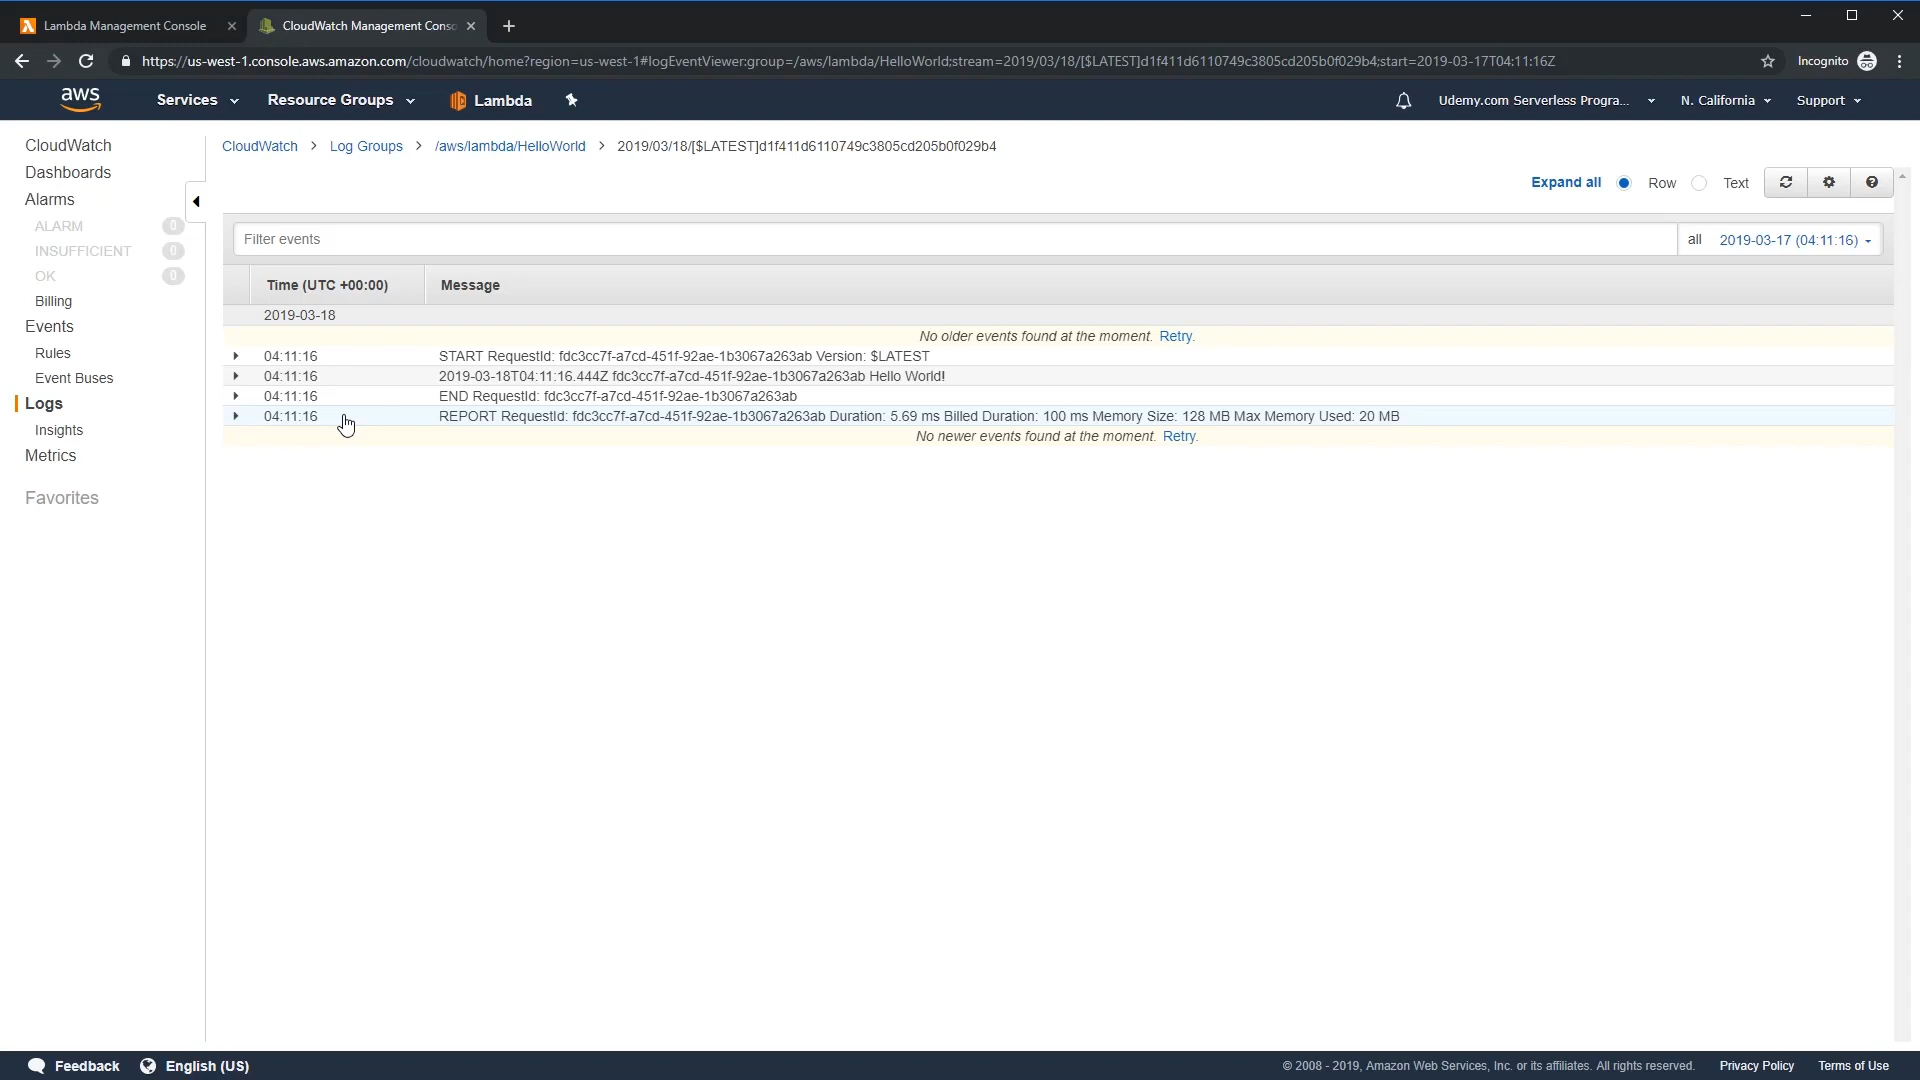 Lambda Management Console
CloudWatch Management Conso
https://us-west-1.console.aws.amazon.com/cloudwatch/home?region=us-west-1#logEventViewer:group=/aws/lambda/HelloWorld;stream=2019/03/18/[$LATEST]d1f411d6110749c3805cd205b0f029b4;start=2019-03-17T04:11:16Z
Incognito
aws
Services
Resource Groups
Lambda
Udemy.com Serverless Progra...
N. California
Support
CloudWatch
Dashboards
Alarms
ALARM 0
INSUFFICIENT 0
OK 0
Billing
Events
Rules
Event Buses
Logs
Insights
Metrics
Favorites
CloudWatch > Log Groups > /aws/lambda/HelloWorld > 2019/03/18/[$LATEST]d1f411d6110749c3805cd205b0f029b4
Expand all Row Text
Filter events
all 2019-03-17 (04:11:16)
Time (UTC +00:00) Message
2019-03-18
No older events found at the moment. Retry.
04:11:16 START RequestId: fdc3cc7f-a7cd-451f-92ae-1b3067a263ab Version: $LATEST
04:11:16 2019-03-18T04:11:16.444Z fdc3cc7f-a7cd-451f-92ae-1b3067a263ab Hello World!
04:11:16 END RequestId: fdc3cc7f-a7cd-451f-92ae-1b3067a263ab
04:11:16 REPORT RequestId: fdc3cc7f-a7cd-451f-92ae-1b3067a263ab Duration: 5.69 ms Billed Duration: 100 ms Memory Size: 128 MB Max Memory Used: 20 MB
No newer events found at the moment. Retry.
Feedback
English (US)
© 2008 - 2019, Amazon Web Services, Inc. or its affiliates. All rights reserved.
Privacy Policy
Terms of Use